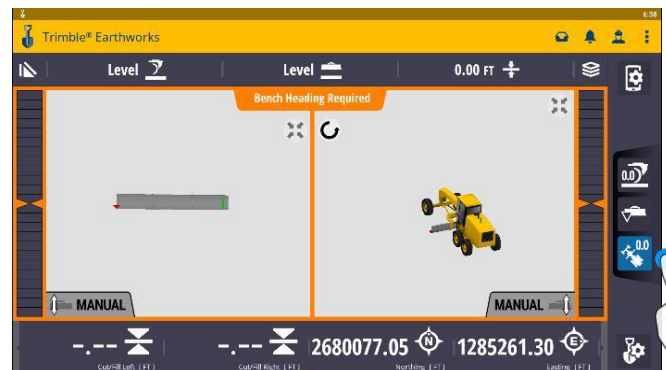 6:38
Trimble® Earthworks
Level
Level
0.00 FT
Bench Heading Required
0.0
0.0
MANUAL
MANUAL
-.-- -.-- 2680077.05 N 1285261.30 E
Cut/Fill Left [FT] Cut/Fill Right [FT] Northing [FT] Easting [FT]